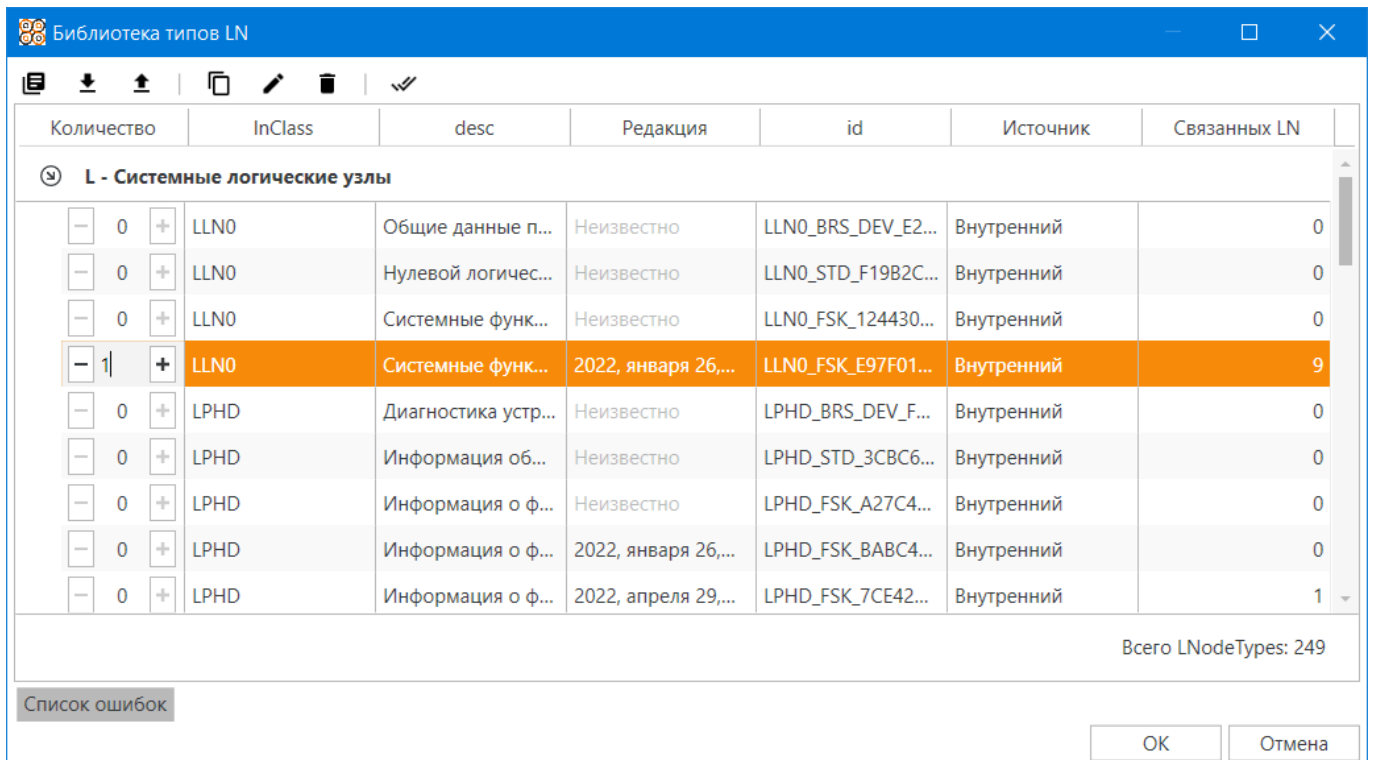 Библиотека типов LN
Количество lnClass desc Редакция id Источник Связанных LN
L - Системные логические узлы
− 0 + LLN0 Общие данные п... Неизвестно LLN0_BRS_DEV_E2... Внутренний 0
− 0 + LLN0 Нулевой логичес... Неизвестно LLN0_STD_F19B2C... Внутренний 0
− 0 + LLN0 Системные функ... Неизвестно LLN0_FSK_124430... Внутренний 0
− 1 + LLN0 Системные функ... 2022, января 26,... LLN0_FSK_E97F01... Внутренний 9
− 0 + LPHD Диагностика устр... Неизвестно LPHD_BRS_DEV_F... Внутренний 0
− 0 + LPHD Информация об... Неизвестно LPHD_STD_3CBC6... Внутренний 0
− 0 + LPHD Информация о ф... Неизвестно LPHD_FSK_A27C4... Внутренний 0
− 0 + LPHD Информация о ф... 2022, января 26,... LPHD_FSK_BABC4... Внутренний 0
− 0 + LPHD Информация о ф... 2022, апреля 29,... LPHD_FSK_7CE42... Внутренний 1
Всего LNodeTypes: 249
Список ошибок
ОК Отмена